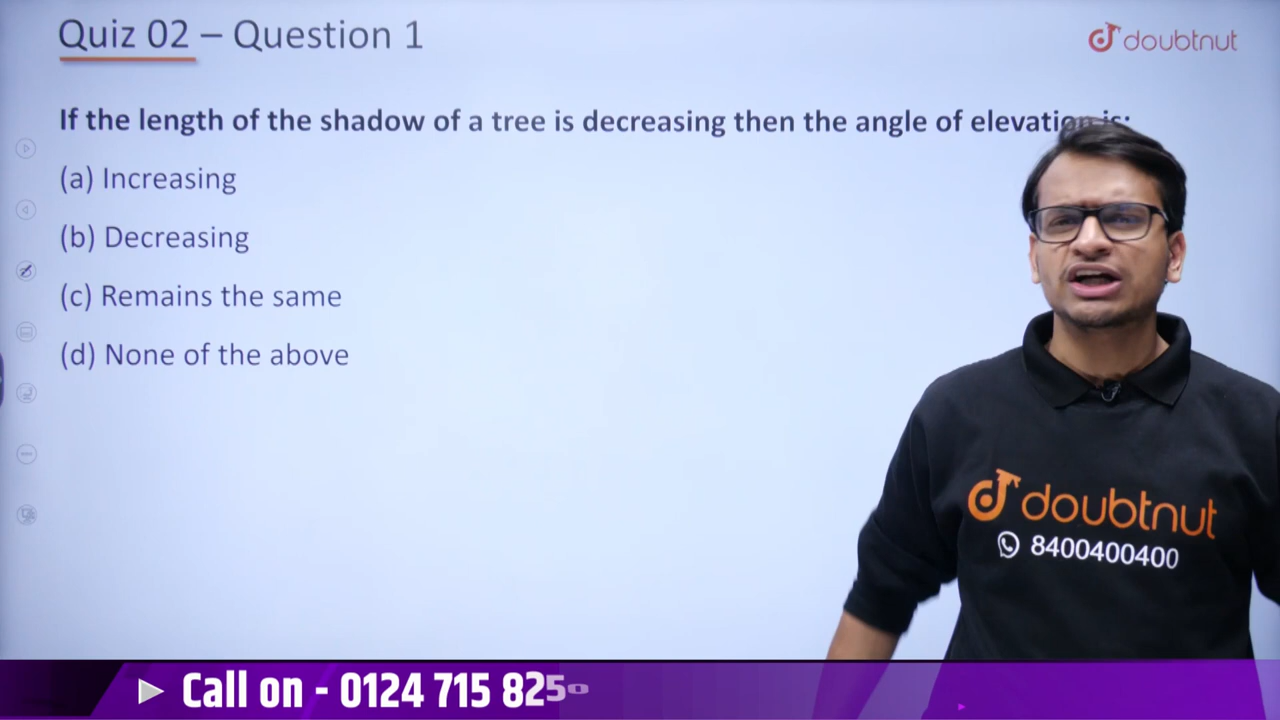 Quiz 02 – Question 1
doubtnut
If the length of the shadow of a tree is decreasing then the angle of elevation is:
(a) Increasing
(b) Decreasing
(c) Remains the same
(d) None of the above
doubtnut
8400400400
Call on - 0124 715 825